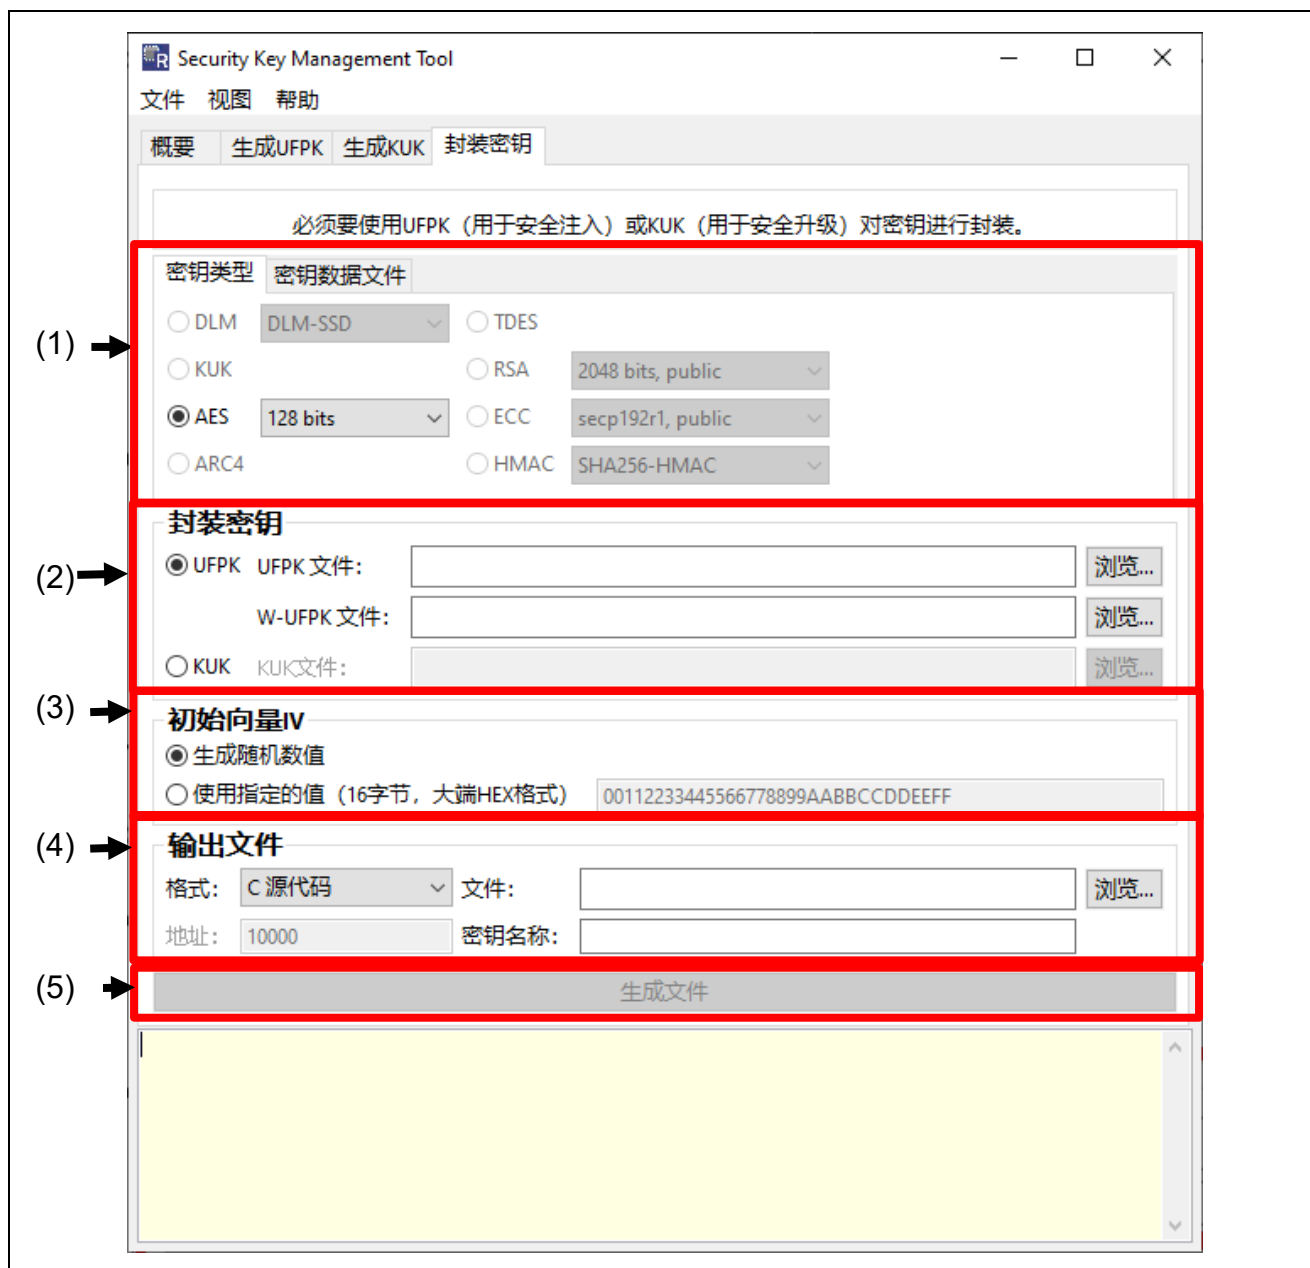 Security Key Management Tool
文件 视图 帮助
概要 生成UFPK 生成KUK 封装密钥
必须要使用UFPK（用于安全注入）或KUK（用于安全升级）对密钥进行封装。
密钥类型 密钥数据文件
(1)
DLM DLM-SSD TDES
KUK RSA 2048 bits, public
AES 128 bits ECC secp192r1, public
ARC4 HMAC SHA256-HMAC
封装密钥
(2)
UFPK UFPK 文件： 浏览...
W-UFPK 文件： 浏览...
KUK KUK文件： 浏览...
(3)
初始向量IV
生成随机数值
使用指定的值（16字节，大端HEX格式） 00112233445566778899AABBCCDDEEFF
(4)
输出文件
格式： C 源代码 文件： 浏览...
地址： 10000 密钥名称：
(5)
生成文件